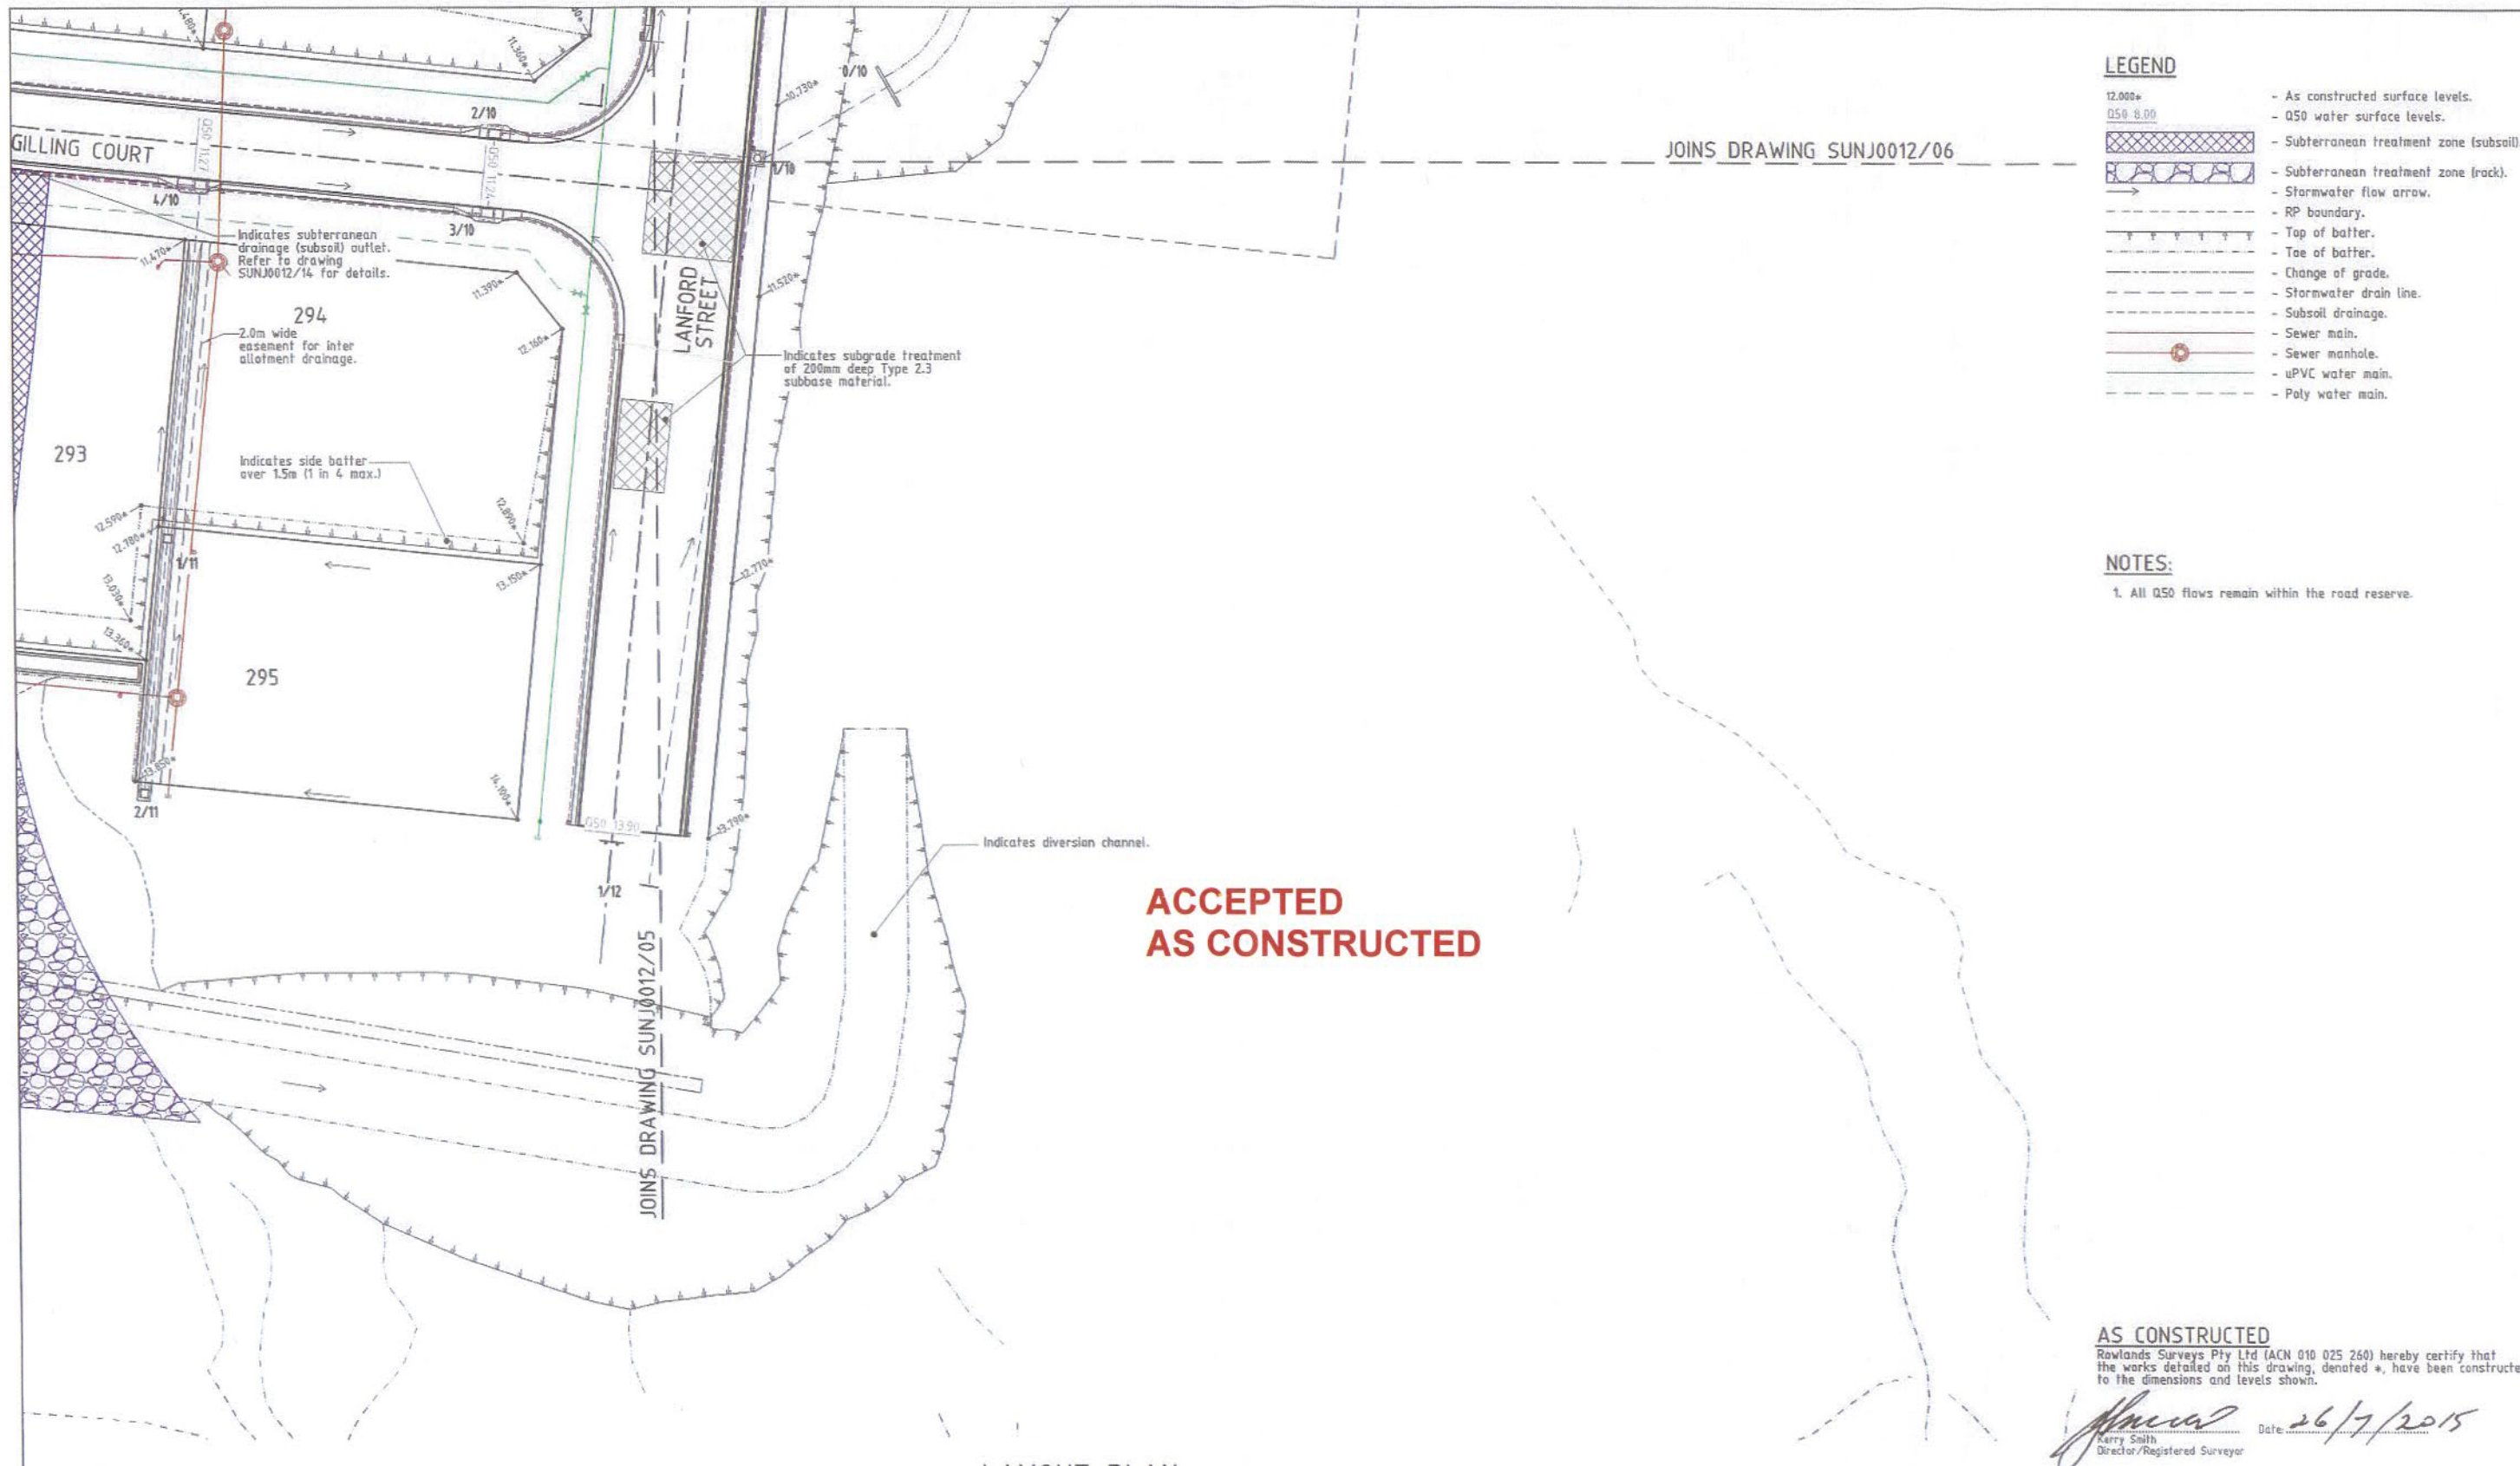 11.360*
2/10
0/10
10.730*
Q50 11.27
GILLING COURT
Q50 11.24
1/10
4/10
3/10
JOINS DRAWING SUNJ0012/06
11.470*
Indicates subterranean
drainage (subsoil) outlet.
Refer to drawing
SUNJ0012/14 for details.
11.390*
11.520*
LANFORD
STREET
294
2.0m wide
easement for inter
allotment drainage.
12.160*
Indicates subgrade treatment
of 200mm deep Type 2.3
subbase material.
293
Indicates side batter
over 1.5m (1 in 4 max.)
12.590*
12.780*
12.890*
1/11
13.150*
12.770*
13.030*
13.360*
295
13.850*
14.100*
2/11
Q50 13.90
13.790*
Indicates diversion channel.
1/12
ACCEPTED
AS CONSTRUCTED
JOINS DRAWING SUNJ0012/05
LEGEND
12.000* - As constructed surface levels.
Q50 8.00 - Q50 water surface levels.
- Subterranean treatment zone (subsoil)
- Subterranean treatment zone (rock).
- Stormwater flow arrow.
- RP boundary.
- Top of batter.
- Toe of batter.
- Change of grade.
- Stormwater drain line.
- Subsoil drainage.
- Sewer main.
- Sewer manhole.
- uPVC water main.
- Poly water main.
NOTES:
1. All Q50 flows remain within the road reserve.
AS CONSTRUCTED
Rowlands Surveys Pty Ltd (ACN 010 025 260) hereby certify that
the works detailed on this drawing, denoted *, have been constructe
to the dimensions and levels shown.
Date 26/7/2015
Kerry Smith
Director/Registered Surveyor